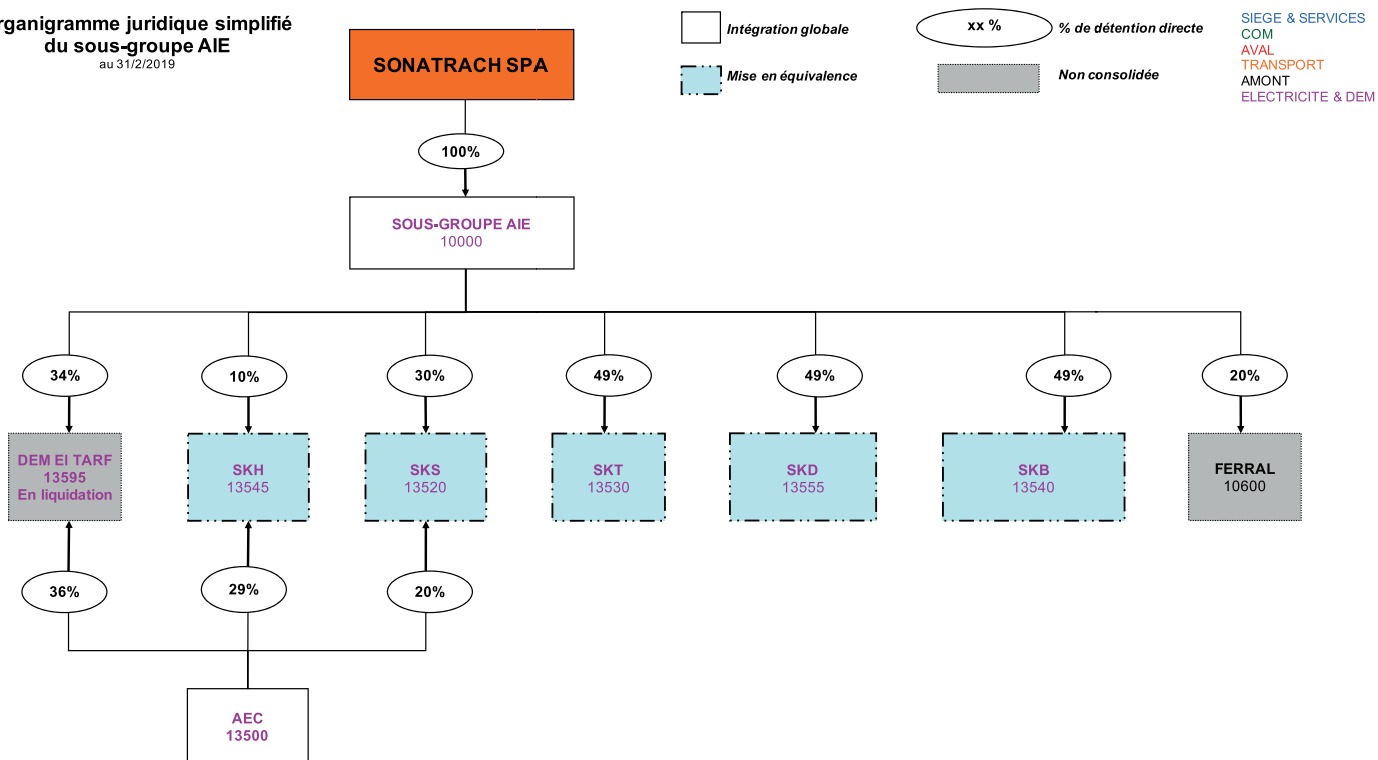 rganigramme juridique simplifié
du sous-groupe AIE
au 31/2/2019
SONATRACH SPA
Intégration globale
Mise en équivalence
xx %
% de détention directe
Non consolidée
SIEGE & SERVICES
COM
AVAL
TRANSPORT
AMONT
ELECTRICITE & DEM
100%
SOUS-GROUPE AIE
10000
34%
10%
30%
49%
49%
49%
20%
DEM El TARF
13595
En liquidation
SKH
13545
SKS
13520
SKT
13530
SKD
13555
SKB
13540
FERRAL
10600
36%
29%
20%
AEC
13500